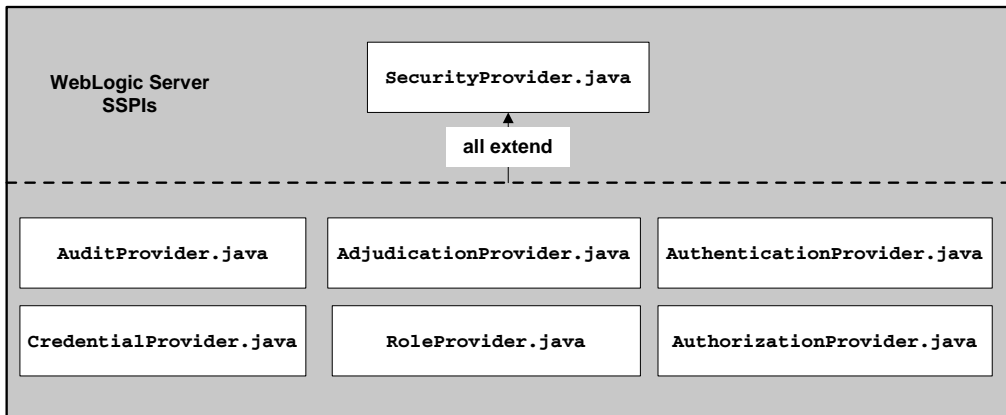 WebLogic Server
SSPIs
SecurityProvider.java
all extend
AuditProvider.java
AdjudicationProvider.java
AuthenticationProvider.java
CredentialProvider.java
RoleProvider.java
AuthorizationProvider.java